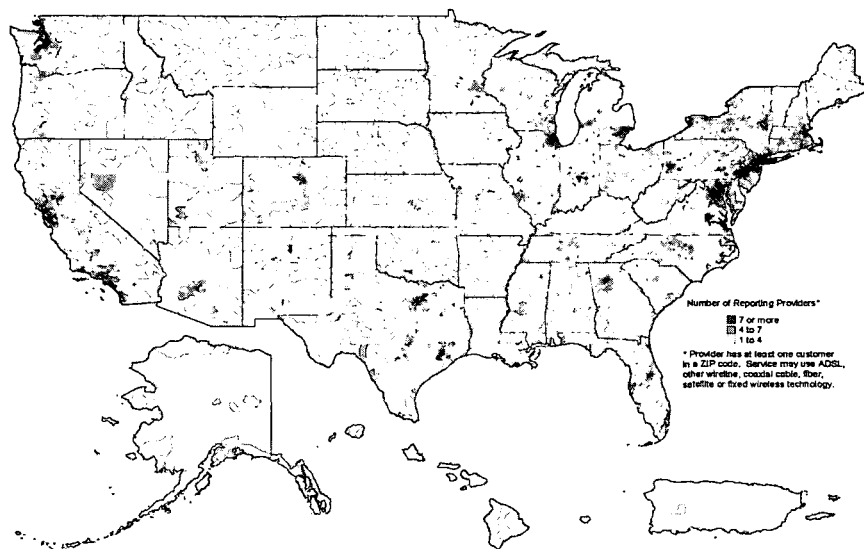 Number of Reporting Providers*
7 or more
4 to 7
1 to 4
* Provider has at least one customer
in a ZIP code. Service may use ADSL,
other wireline, coaxial cable, fiber,
satellite or fixed wireless technology.